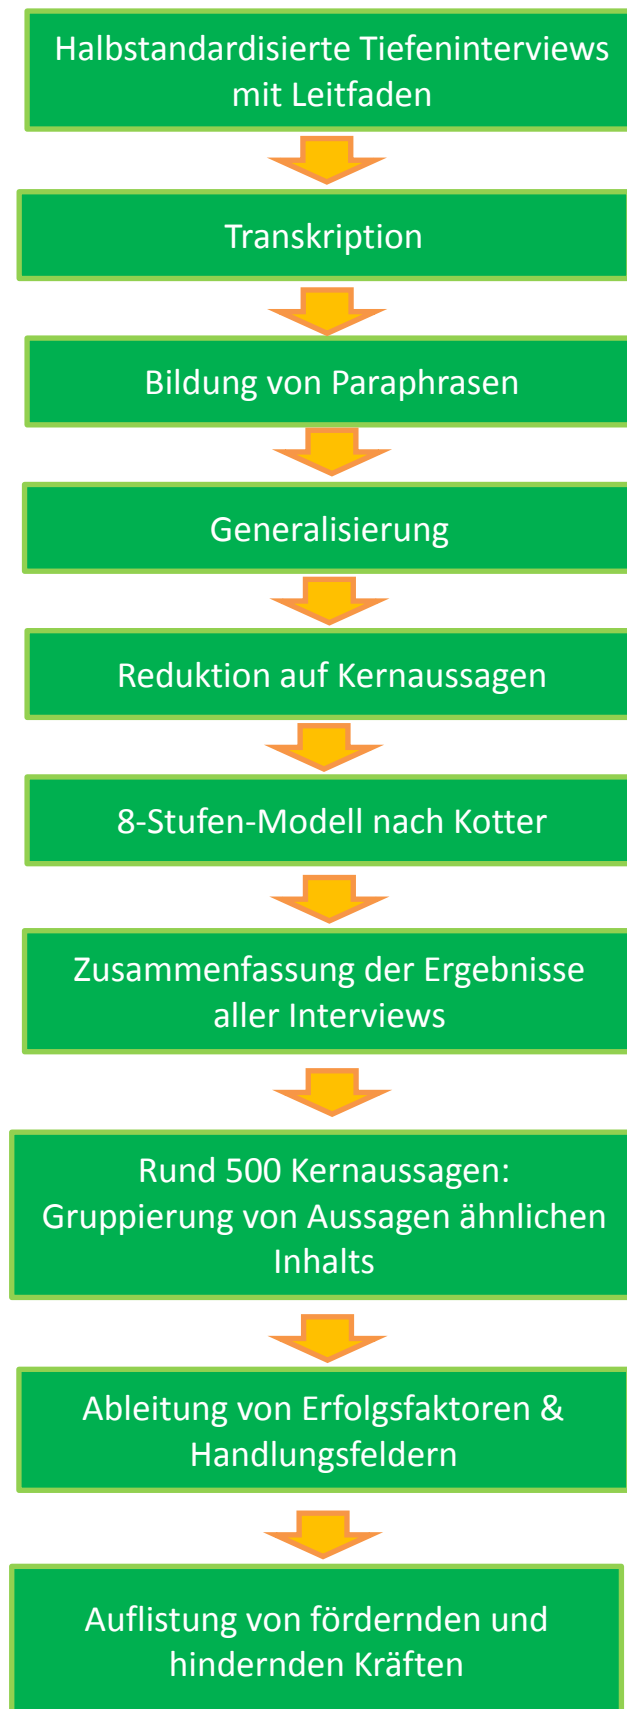 Halbstandardisierte Tiefeninterviews
mit Leitfaden
Transkription
Bildung von Paraphrasen
Generalisierung
Reduktion auf Kernaussagen
8-Stufen-Modell nach Kotter
Zusammenfassung der Ergebnisse
aller Interviews
Rund 500 Kernaussagen:
Gruppierung von Aussagen ähnlichen
Inhalts
Ableitung von Erfolgsfaktoren &
Handlungsfeldern
Auflistung von fördernden und
hindernden Kräften